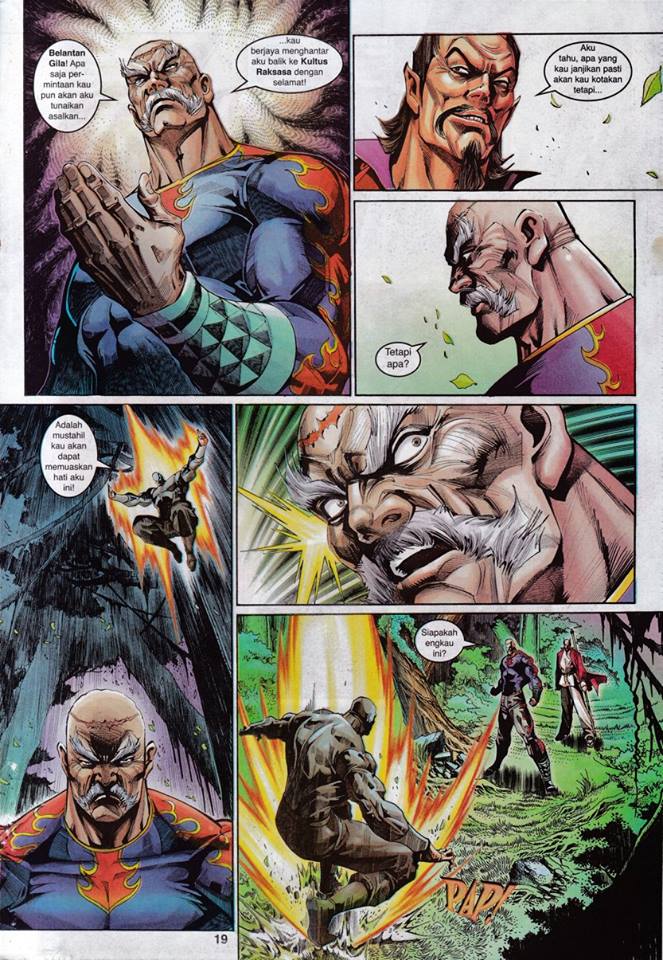 Belantan
Gila! Apa
saja per-
mintaan kau
pun akan aku
tunaikan
asalkan...
...kau
berjaya menghantar
aku balik ke Kultus
Raksasa dengan
selamat!
Aku
tahu, apa yang
kau janjikan pasti
akan kau kotakan
tetapi...
Tetapi
apa?
Adalah
mustahil
kau akan
dapat
memuaskan
hati aku
ini!
Siapakah
engkau
ini?
PAP!
19